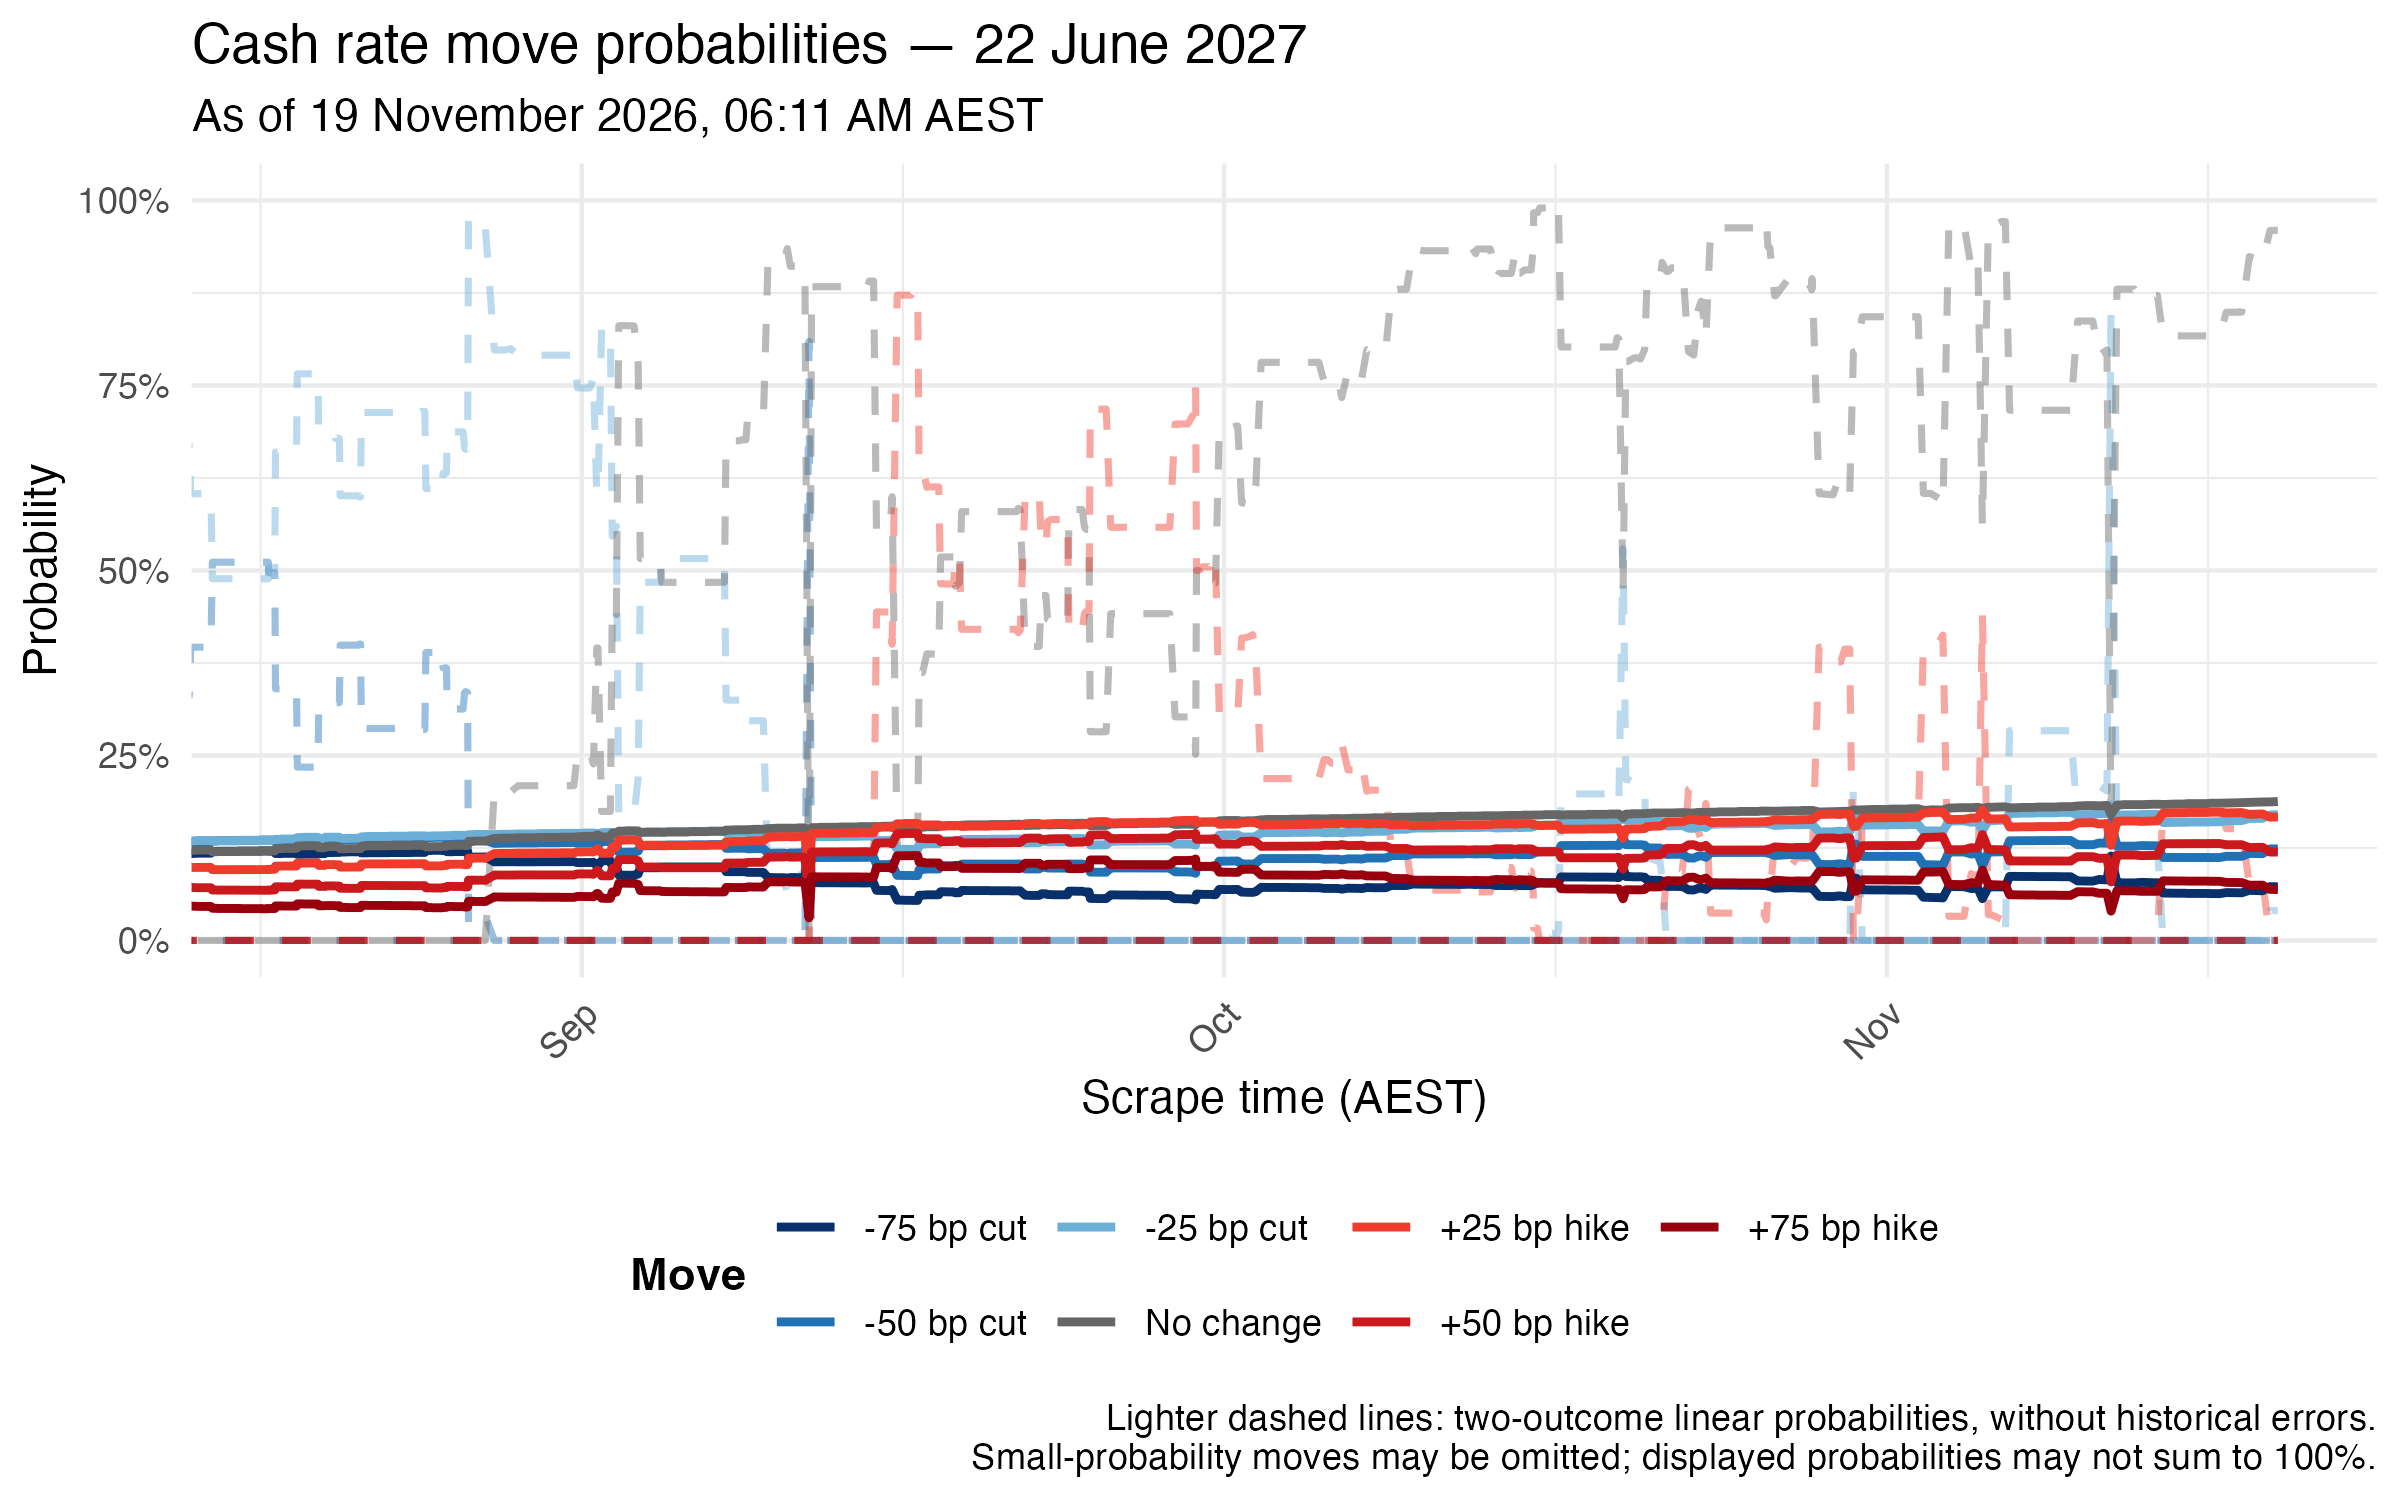 Cash rate move probabilities — 22 June 2027
As of 19 November 2026, 06:11 AM AEST
Probability
100%
75%
50%
25%
0%
Sep
Oct
Nov
Scrape time (AEST)
Move
-75 bp cut
-25 bp cut
+25 bp hike
+75 bp hike
-50 bp cut
No change
+50 bp hike
Lighter dashed lines: two-outcome linear probabilities, without historical errors.
Small-probability moves may be omitted; displayed probabilities may not sum to 100%.